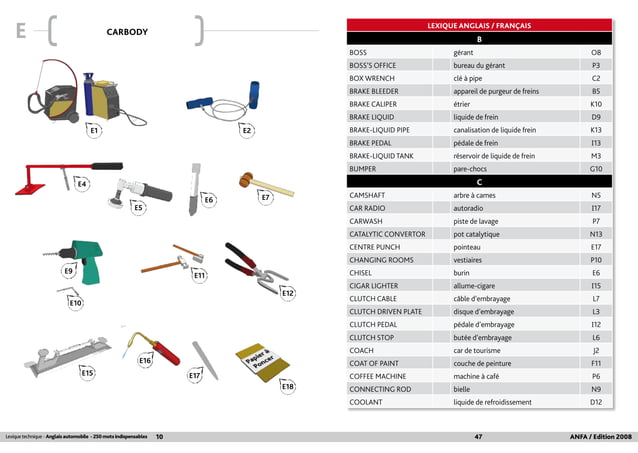 E
CARBODY
E1
E2
E4
E5
E6
E7
E9
E10
E11
E12
E15
E16
E17
Papier à
Poncer
E18
Lexique technique - Anglais automobile - 250 mots indispensables 10
LEXIQUE ANGLAIS / FRANÇAIS
B
BOSS gérant O8
BOSS'S OFFICE bureau du gérant P3
BOX WRENCH clé à pipe C2
BRAKE BLEEDER appareil de purgeur de freins B5
BRAKE CALIPER étrier K10
BRAKE LIQUID liquide de frein D9
BRAKE-LIQUID PIPE canalisation de liquide frein K13
BRAKE PEDAL pédale de frein I13
BRAKE-LIQUID TANK réservoir de liquide de frein M3
BUMPER pare-chocs G10
C
CAMSHAFT arbre à cames N5
CAR RADIO autoradio I17
CARWASH piste de lavage P7
CATALYTIC CONVERTOR pot catalytique N13
CENTRE PUNCH pointeau E17
CHANGING ROOMS vestiaires P10
CHISEL burin E6
CIGAR LIGHTER allume-cigare I15
CLUTCH CABLE câble d'embrayage L7
CLUTCH DRIVEN PLATE disque d'embrayage L3
CLUTCH PEDAL pédale d'embrayage I12
CLUTCH STOP butée d'embrayage L6
COACH car de tourisme J2
COAT OF PAINT couche de peinture F11
COFFEE MACHINE machine à café P6
CONNECTING ROD bielle N9
COOLANT liquide de refroidissement D12
47 ANFA / Edition 2008